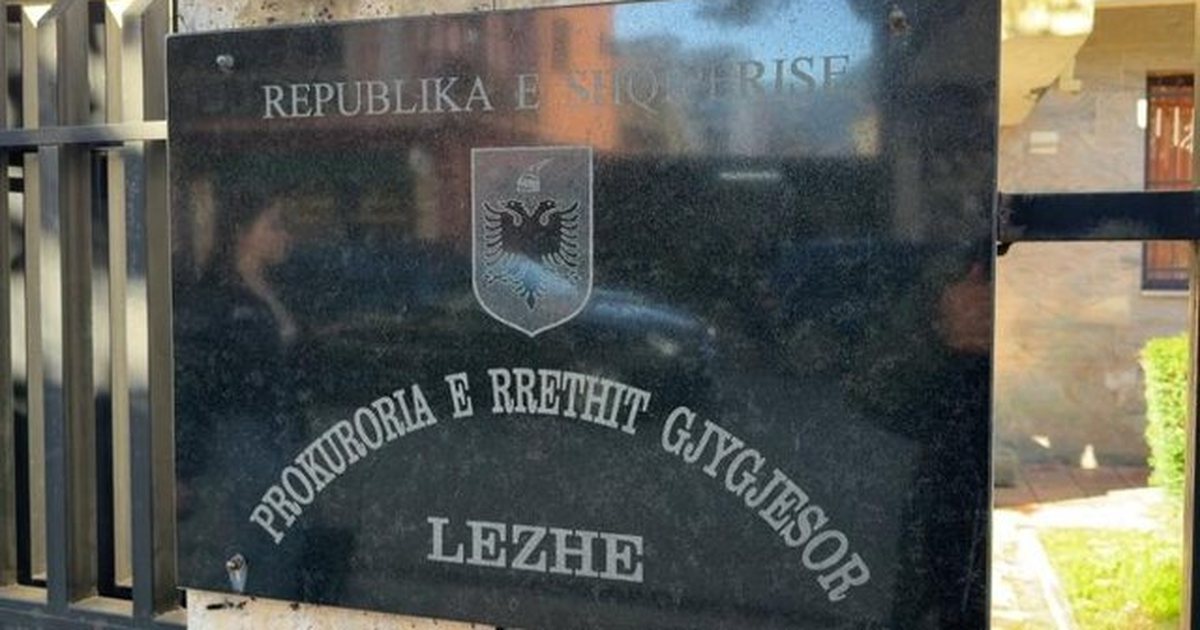 REPUBLIKA E SHQIPERISE
PROKURORIA E RRETHIT GJYGJESOR
LEZHE